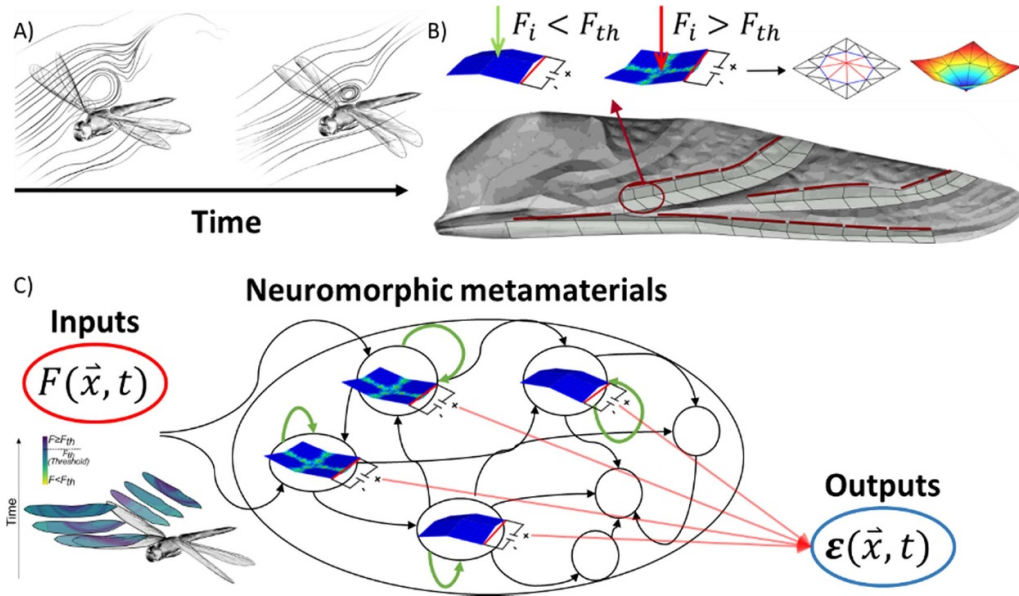 A)
Time
B)
F_i < F_th
F_i > F_th
+
-
+
-
C)
Neuromorphic metamaterials
Inputs
F(x⃗, t)
F≥F_th
F_th
(Threshold)
F<F_th
Time
+
-
+
-
+
-
+
-
Outputs
ε(x⃗, t)